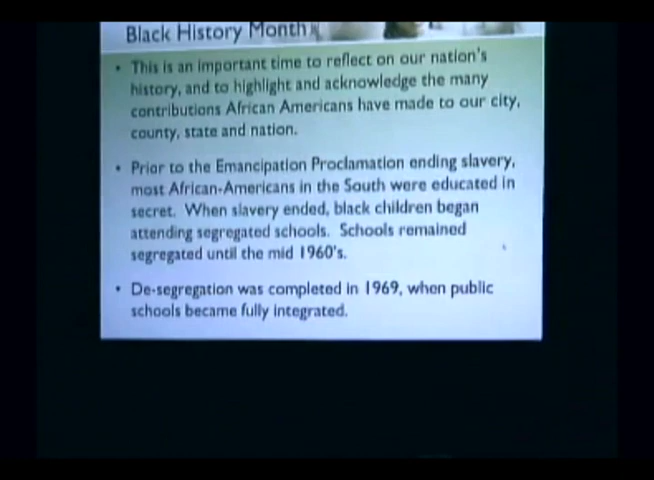 Black History Month
• This is an important time to reflect on our nation's
history, and to highlight and acknowledge the many
contributions African Americans have made to our city,
county, state and nation.
• Prior to the Emancipation Proclamation ending slavery,
most African-Americans in the South were educated in
secret. When slavery ended, black children began
attending segregated schools. Schools remained
segregated until the mid 1960's.
• De-segregation was completed in 1969, when public
schools became fully integrated.